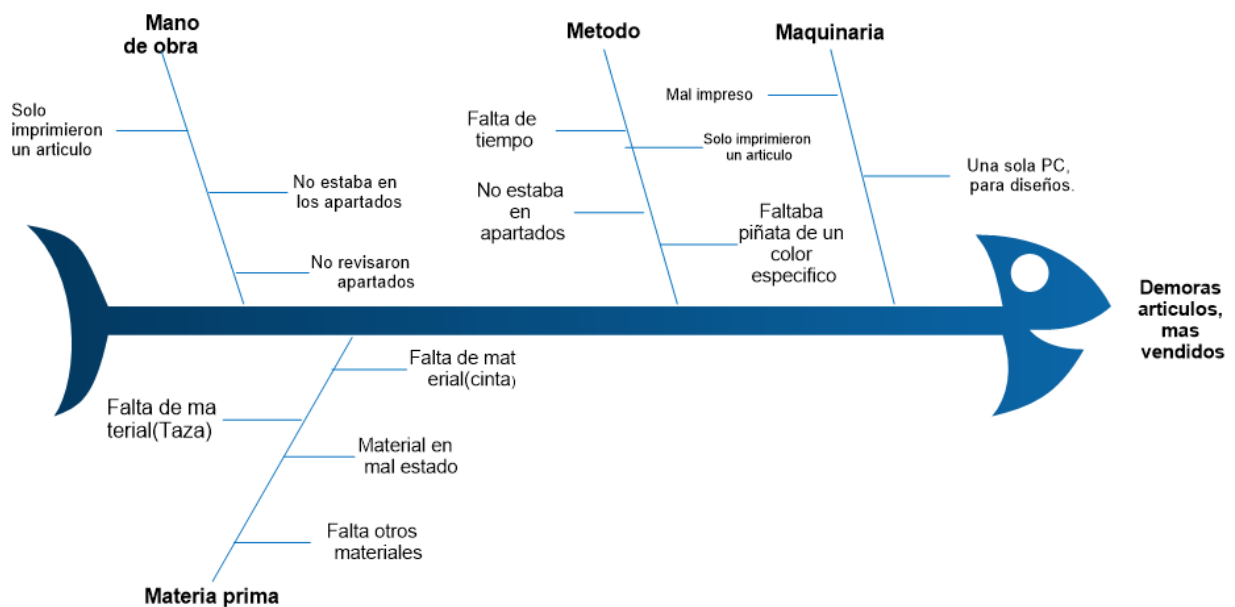 Mano
de obra
Metodo
Maquinaria
Solo
imprimieron
un articulo
No estaba en
los apartados
No revisaron
apartados
Falta de
tiempo
Solo imprimieron
un articulo
No estaba
en
apartados
Faltaba
piñata de un
color
especifico
Mal impreso
Una sola PC,
para diseños.
Demoras
articulos,
mas
vendidos
Falta de mat
erial(cinta)
Falta de ma
terial(Taza)
Material en
mal estado
Falta otros
materiales
Materia prima